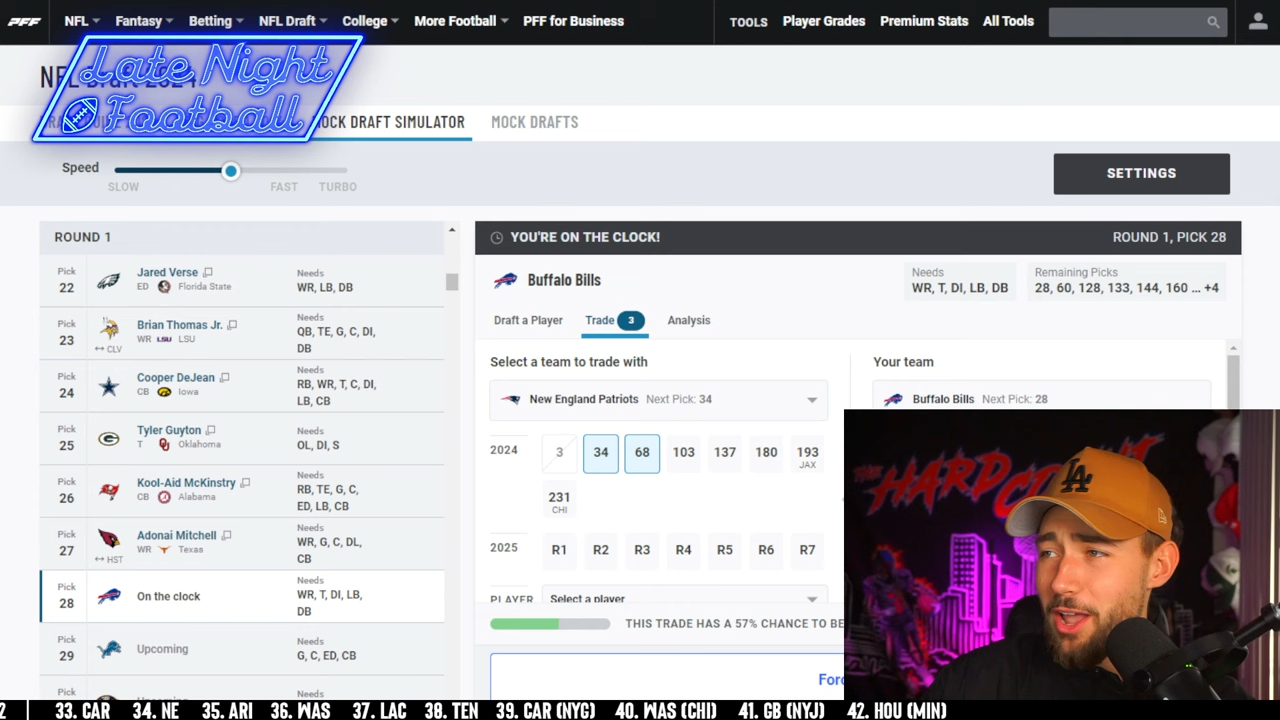 PFF NFL Fantasy Betting NFL Draft College More Football PFF for Business TOOLS Player Grades Premium Stats All Tools
NFL Draft 2024
Late Night
Football
MOCK DRAFT SIMULATOR MOCK DRAFTS
Speed
SLOW FAST TURBO
SETTINGS
ROUND 1
Pick 22 Jared Verse Needs
ED Florida State WR, LB, DB
Pick 23 Brian Thomas Jr. Needs
WR LSU LSU QB, TE, G, C, DI, DB
↔ CLV
Pick 24 Cooper DeJean Needs
CB Iowa RB, WR, T, C, DI, LB, CB
Pick 25 Tyler Guyton Needs
T Oklahoma OL, DI, S
Pick 26 Kool-Aid McKinstry Needs
CB Alabama RB, TE, G, C, ED, LB, CB
Pick 27 Adonai Mitchell Needs
WR Texas WR, G, C, DL, CB
↔ HST
Pick 28 On the clock Needs
WR, T, DI, LB, DB
Pick 29 Upcoming Needs
G, C, ED, CB
Pick
YOU'RE ON THE CLOCK! ROUND 1, PICK 28
Buffalo Bills
Needs
WR, T, DI, LB, DB
Remaining Picks
28, 60, 128, 133, 144, 160 ... +4
Draft a Player Trade 3 Analysis
Select a team to trade with Your team
New England Patriots Next Pick: 34 Buffalo Bills Next Pick: 28
2024 3 34 68 103 137 180 193
JAX
231
CHI
2025 R1 R2 R3 R4 R5 R6 R7
PLAYER Select a player
THIS TRADE HAS A 57% CHANCE TO BE
Forc
THE HARD COUNT
LA
2 33. CAR 34. NE 35. ARI 36. WAS 37. LAC 38. TEN 39. CAR (NYG) 40. WAS (CHI) 41. GB (NYJ) 42. HOU (MIN)